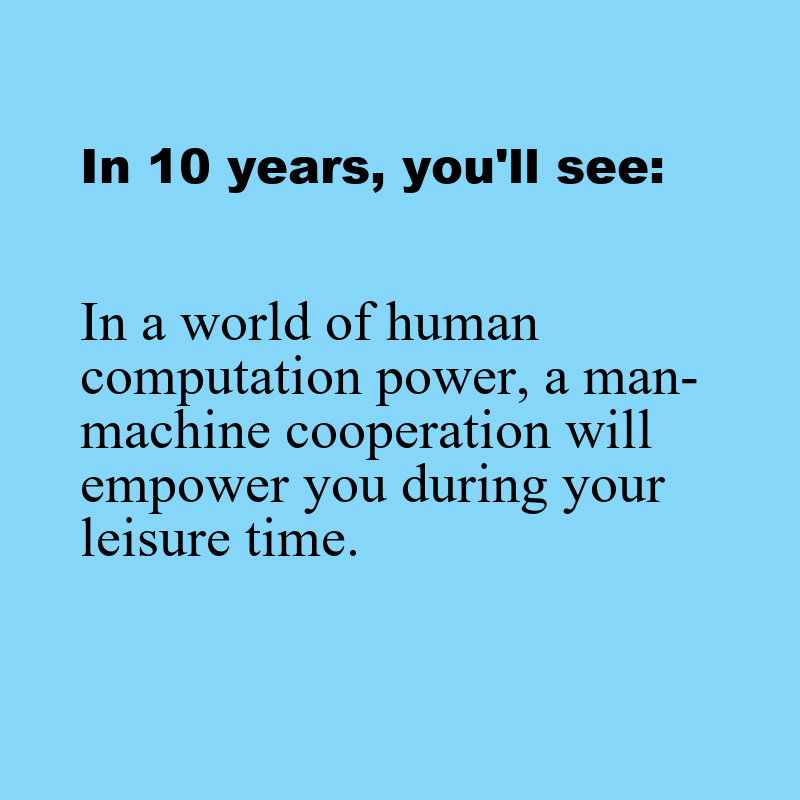 In 10 years, you'll see:
In a world of human
computation power, a man-
machine cooperation will
empower you during your
leisure time.